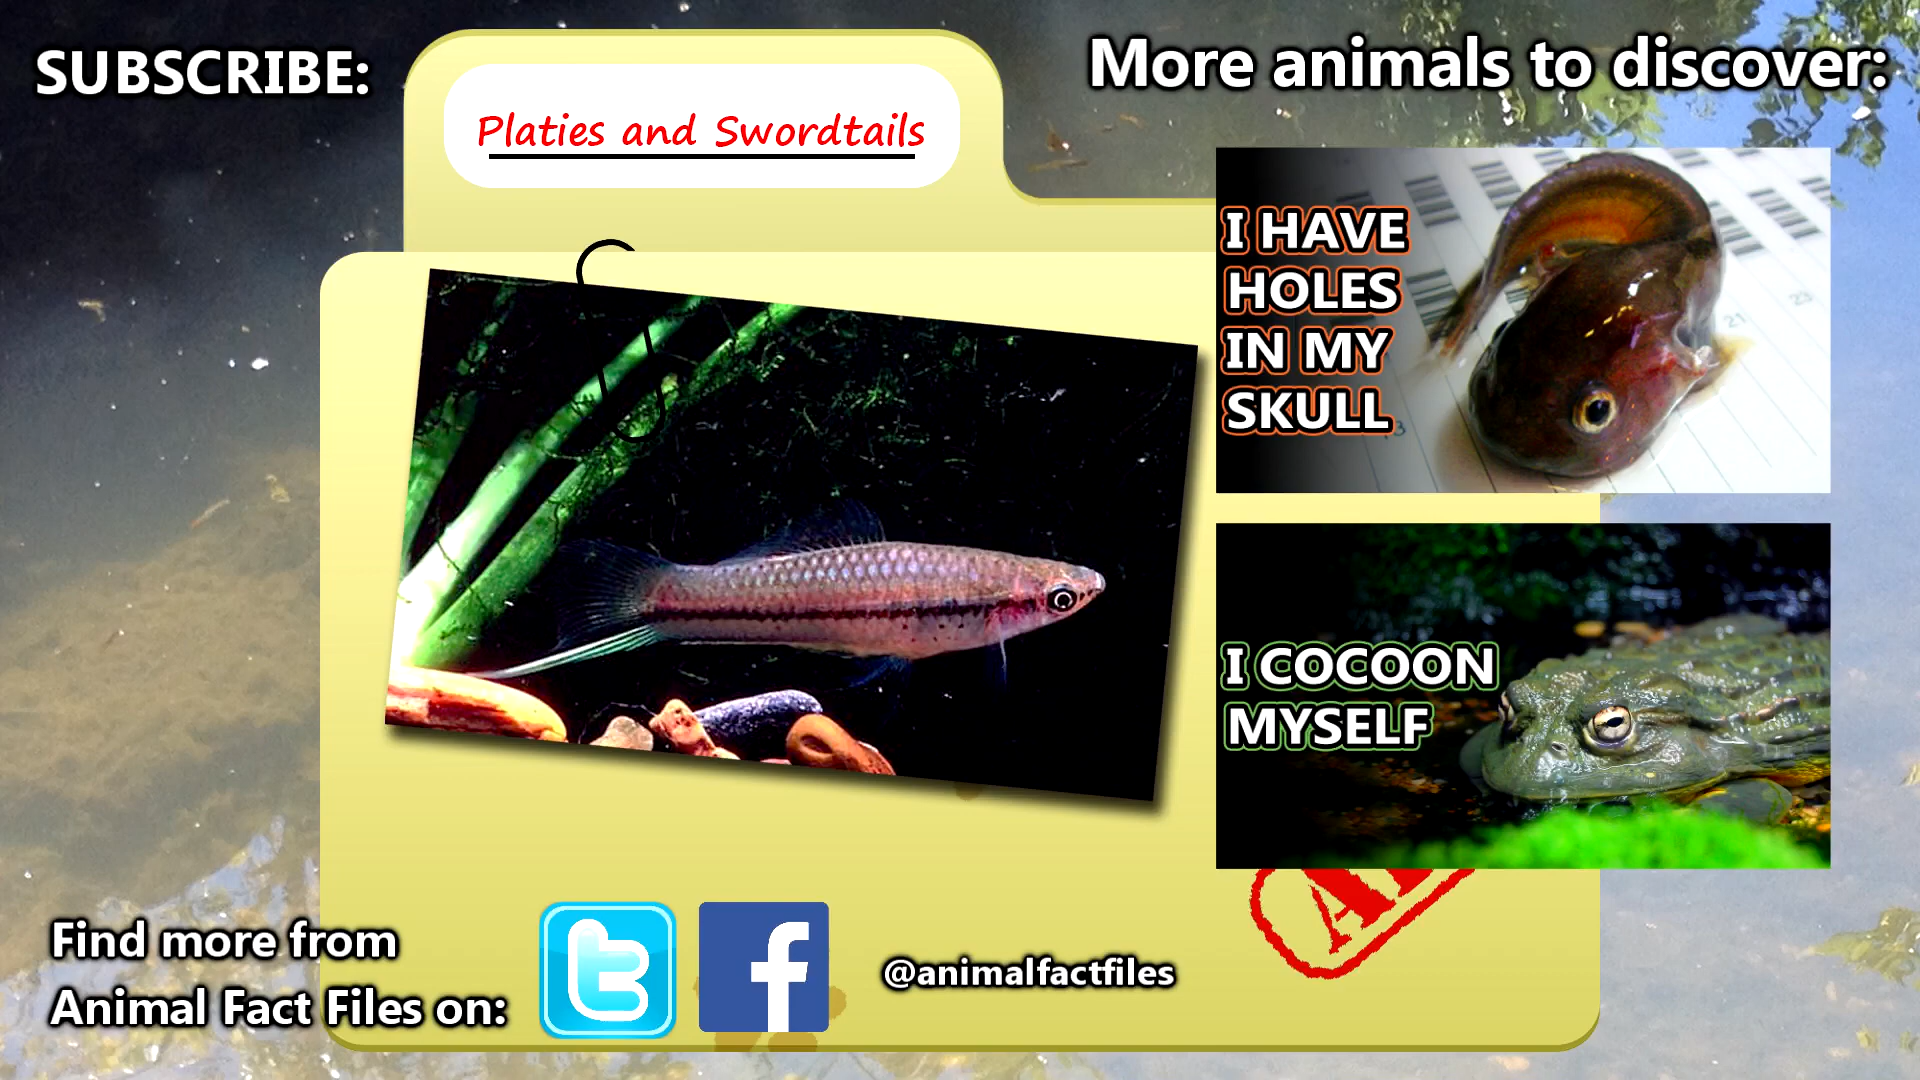 SUBSCRIBE:
Platies and Swordtails
More animals to discover:
I HAVE
HOLES
IN MY
SKULL
I COCOON
MYSELF
Find more from
Animal Fact Files on:
@animalfactfiles